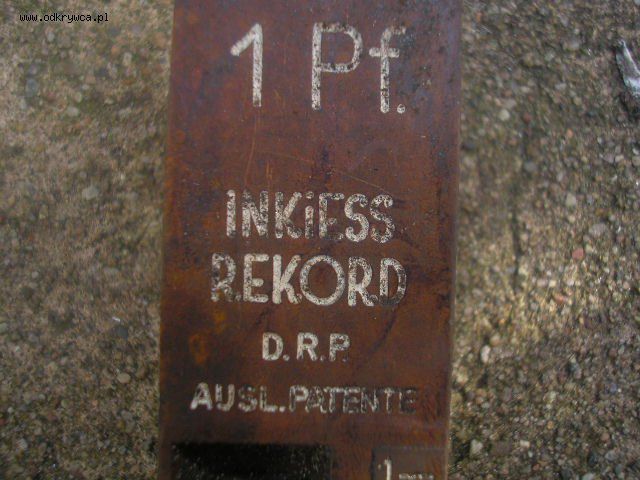 www.odkrywca.pl
1 Pf.
INKiESS
REKORD
D.R.P.
AUSL.PATENTE